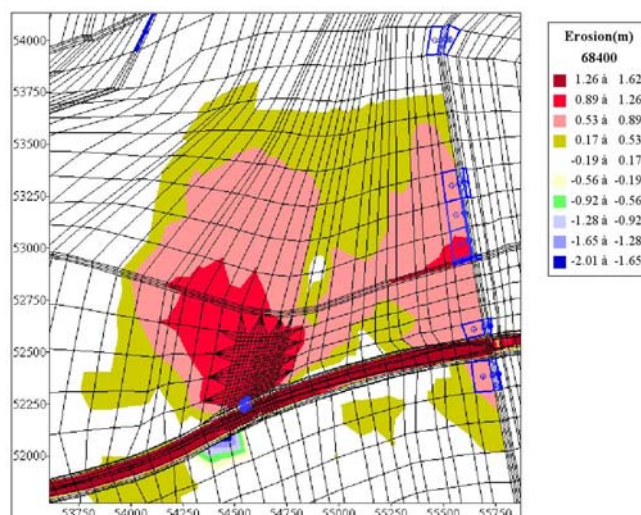 54000
53750
53500
53250
53000
52750
52500
52250
52000
53750 54000 54250 54500 54750 55000 55250 55500 55750
Erosion(m)
68400
1.26 à 1.62
0.89 à 1.26
0.53 à 0.89
0.17 à 0.53
-0.19 à 0.17
-0.56 à -0.19
-0.92 à -0.56
-1.28 à -0.92
-1.65 à -1.28
-2.01 à -1.65